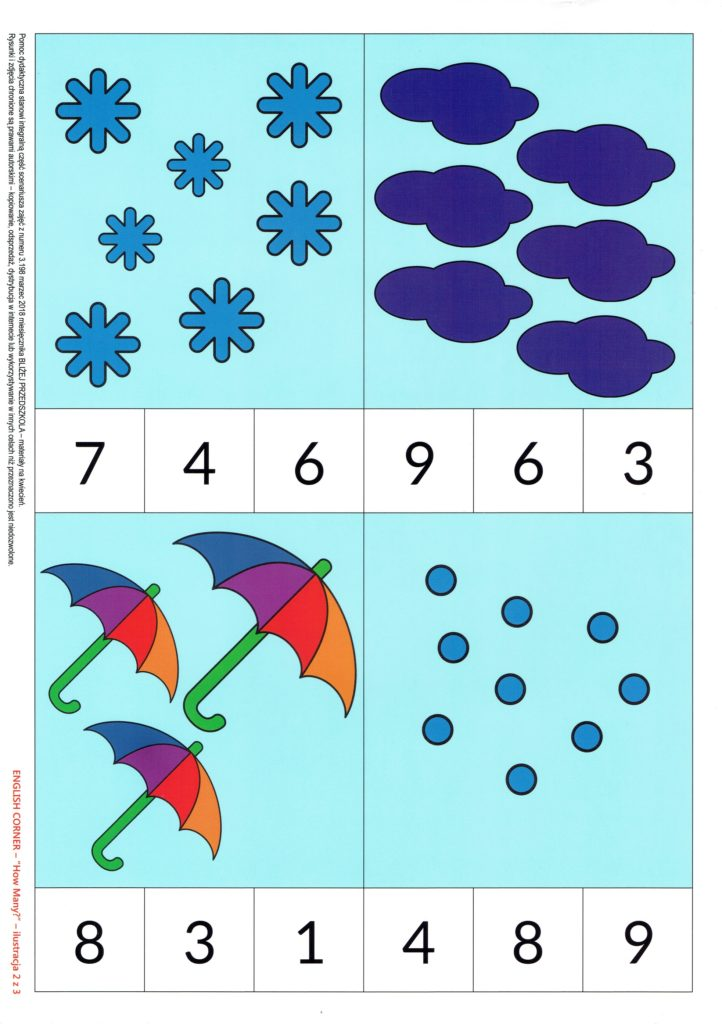 Pomoc dydaktyczna stanowi integralną część scenariusza zajęć z numeru 3.198 marzec 2018 miesięcznika BLIŻEJ PRZEDSZKOLA – materiały na kwiecień.
Rysunki i zdjęcia chronione są prawami autorskimi – kopiowanie, odsprzedaż, dystrybucja w internecie lub wykorzystywanie w innych celach niż przeznaczono jest niedozwolone.
7 4 6 9 6 3
8 3 1 4 8 9
ENGLISH CORNER – "How Many?" – ilustracja 2 z 3